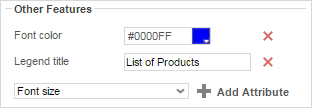 Other Features
Font color #0000FF
Legend title List of Products
Font size Add Attribute